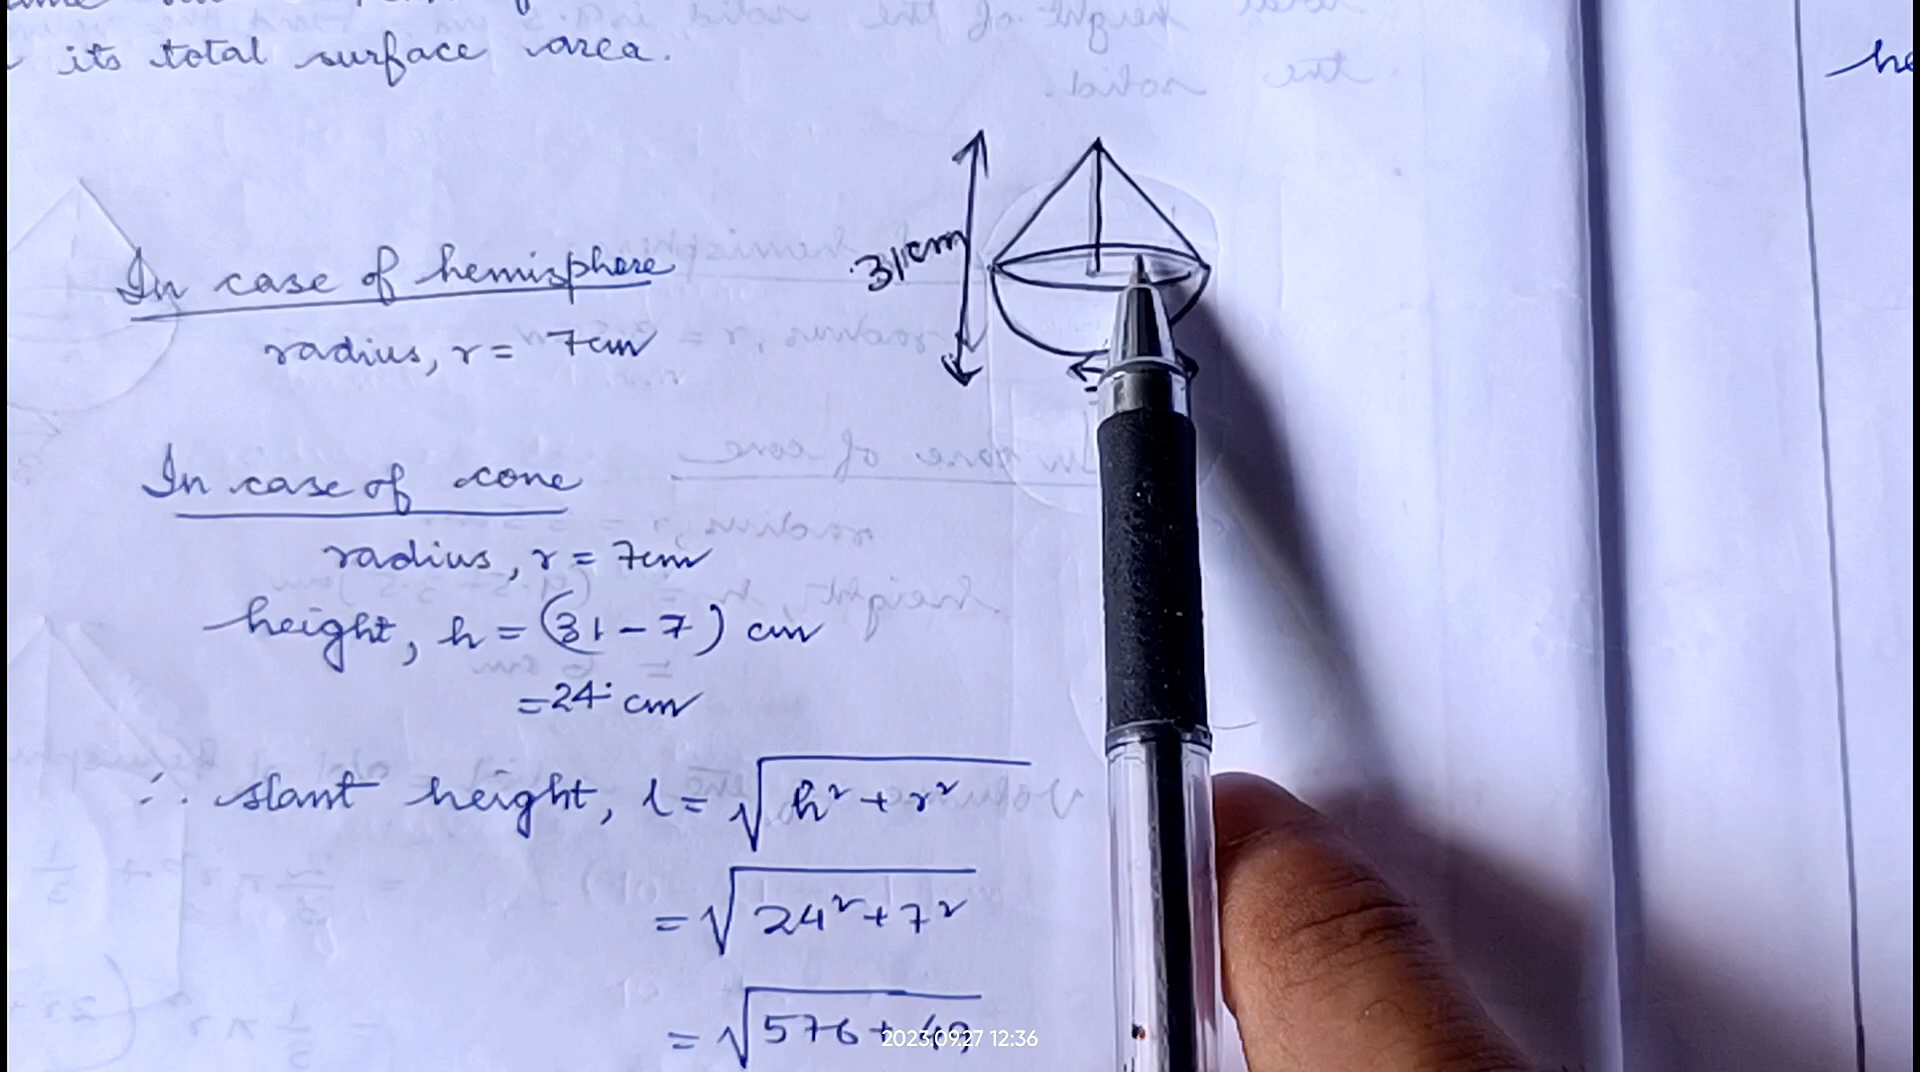 its total surface area.
31cm
In case of hemisphere
radius, r = 7cm
In case of cone
radius, r = 7cm
height, h = (31 - 7) cm
= 24 cm
∴ slant height, l = √h² + r²
= √24² + 7²
= √576 + 49
2023.09.27 12:36
he